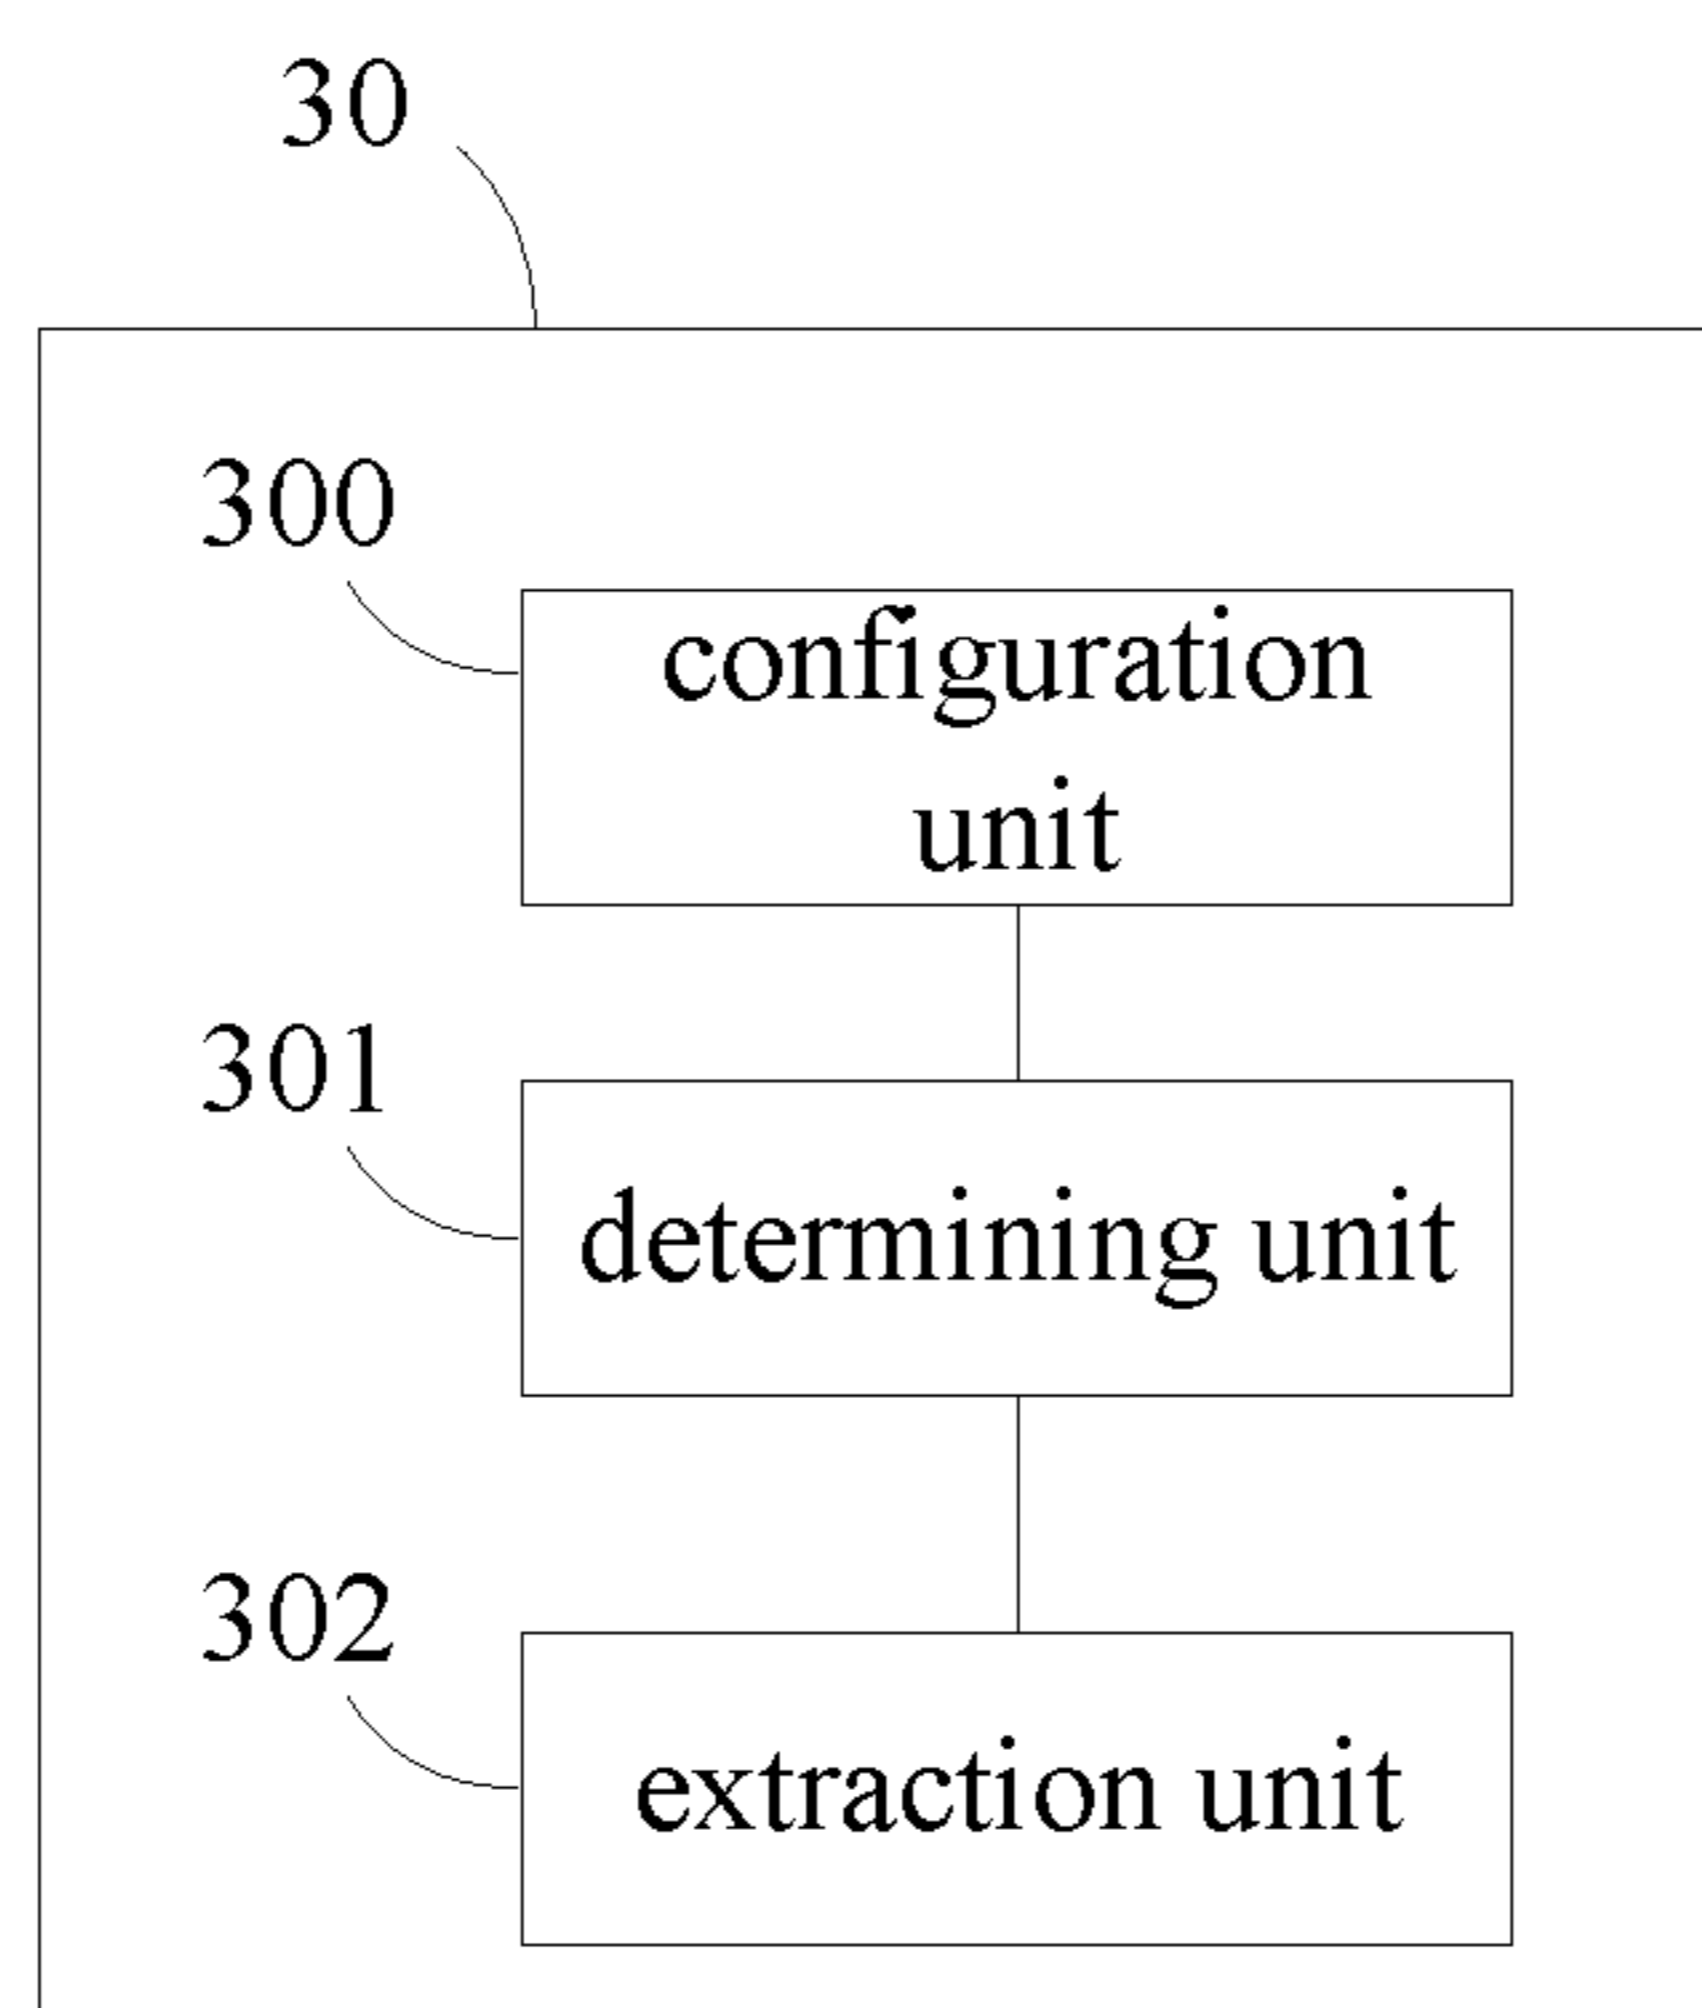 30
300
configuration
unit
301
determining unit
302
extraction unit